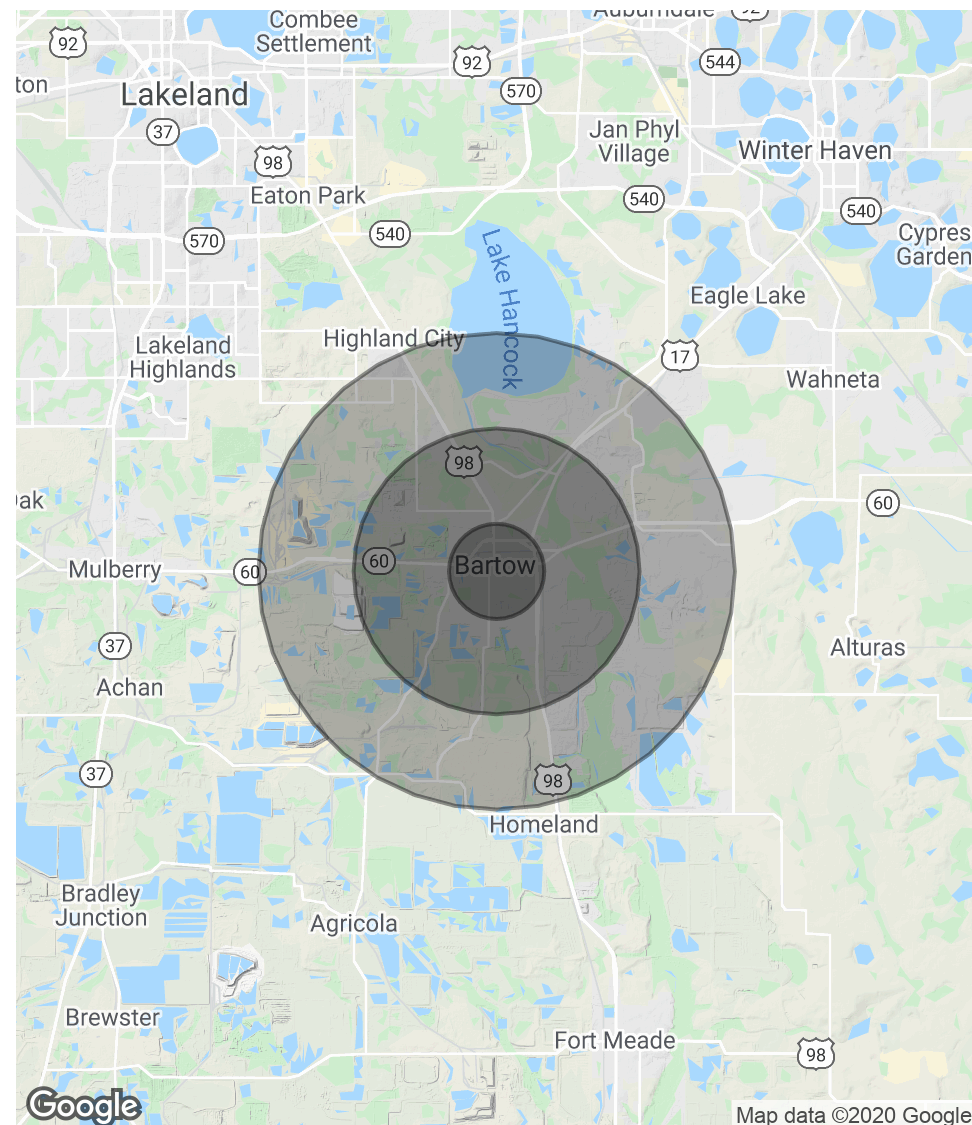 Combee
Settlement
Auburndale
92
92
92
544
ton
Lakeland
570
37
Jan Phyl
Village
Winter Haven
98
Eaton Park
540
540
570
540
Cypres
Garden
Lake Hancock
Eagle Lake
Highland City
Lakeland
Highlands
17
Wahneta
98
60
Oak
60
Bartow
Mulberry
60
37
Alturas
Achan
37
98
Homeland
Bradley
Junction
Agricola
Brewster
Fort Meade
98
Google
Map data ©2020 Google